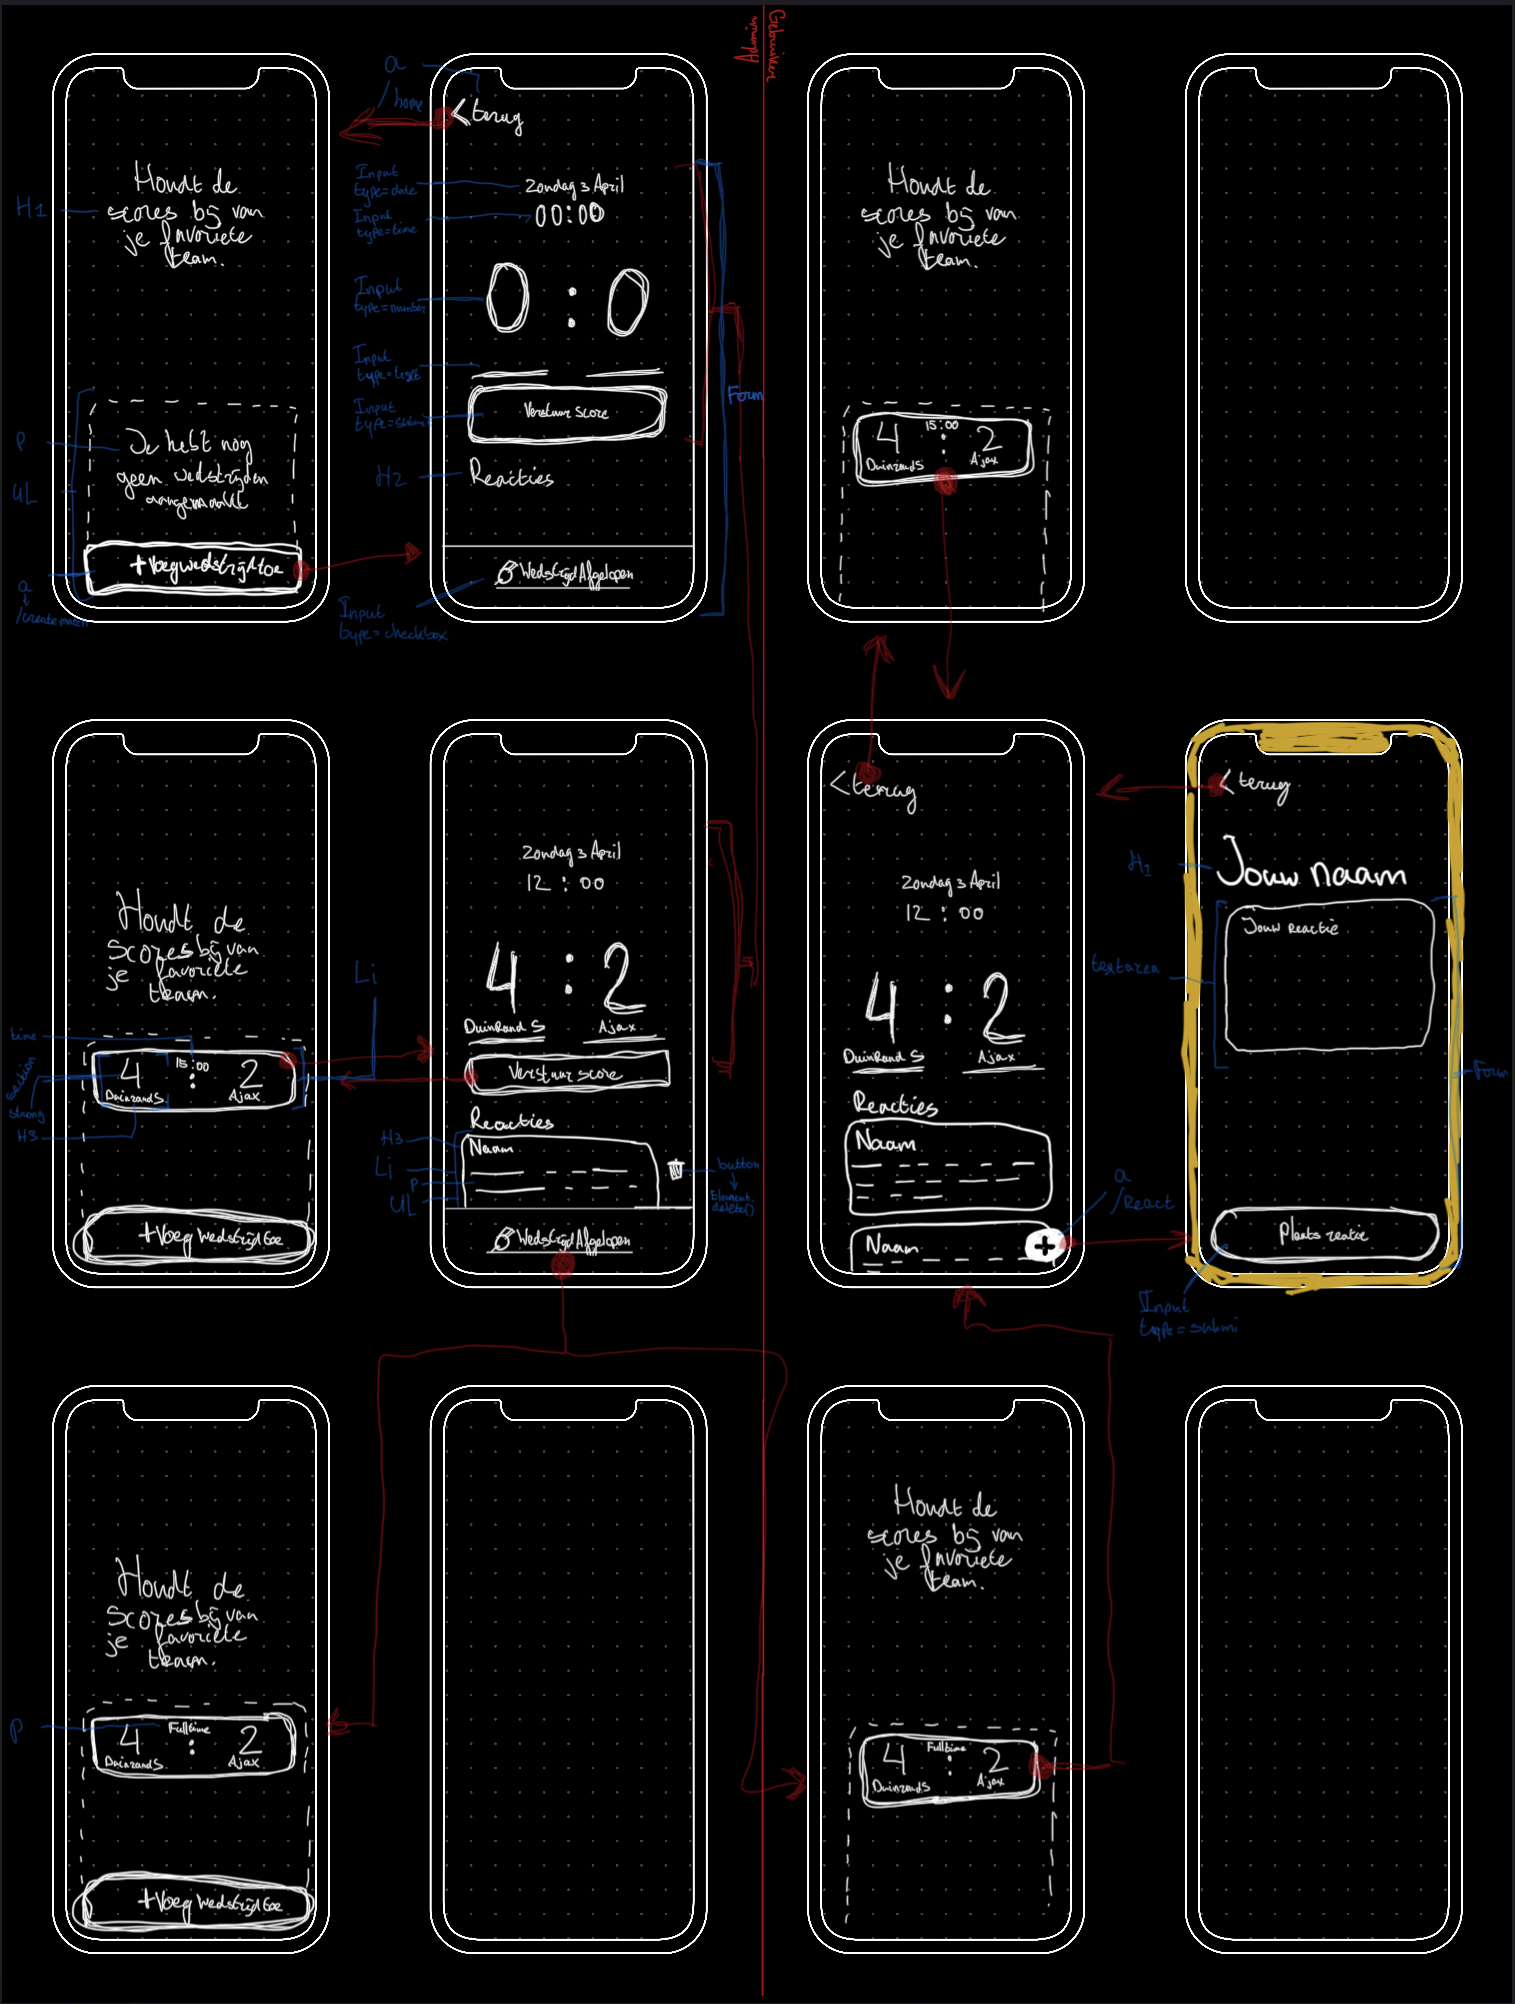 Admin
Gebruiker
Houdt de
scores bij van
je favoriete
team.
H1
Je hebt nog
geen wedstrijden
aangemaakt
P
UL
+ Voeg wedstrijd toe
a
/creatematch
a
/home
< terug
Input
type=date
Zondag 3 April
Input
type=time
00:00
Input
type=number
0 : 0
Input
type=text
Input
type=submi
Verstuur score
Form
H2
Reacties
Wedstrijd Afgelopen
Input
type=checkbox
Houdt de
scores bij van
je favoriete
team.
15:00
4 : 2
DuinrandS
Ajax
Houdt de
scores bij van
je favoriete
team.
Li
time
section
strong
H3
15:00
4 : 2
DuinrandS
Ajax
+ Voeg wedstrijd toe
Zondag 3 April
12 : 00
4 : 2
DuinRand S
Ajax
Verstuur score
Reacties
H3
Naam
Li
P
UL
button
Element.
delete()
Wedstrijd Afgelopen
< terug
Zondag 3 April
12 : 00
4 : 2
DuinRand S
Ajax
Reacties
Naam
a
/React
Naam
+
< terug
H1
Jouw naam
Jouw reactie
textarea
Form
Plaats reatie
Input
type=submi
Houdt de
scores bij van
je favoriete
team.
P
Fulltime
4 : 2
DuinrandS
Ajax
+ Voeg wedstrijd toe
Houdt de
scores bij van
je favoriete
team.
Fulltime
4 : 2
DuinrandS
Ajax